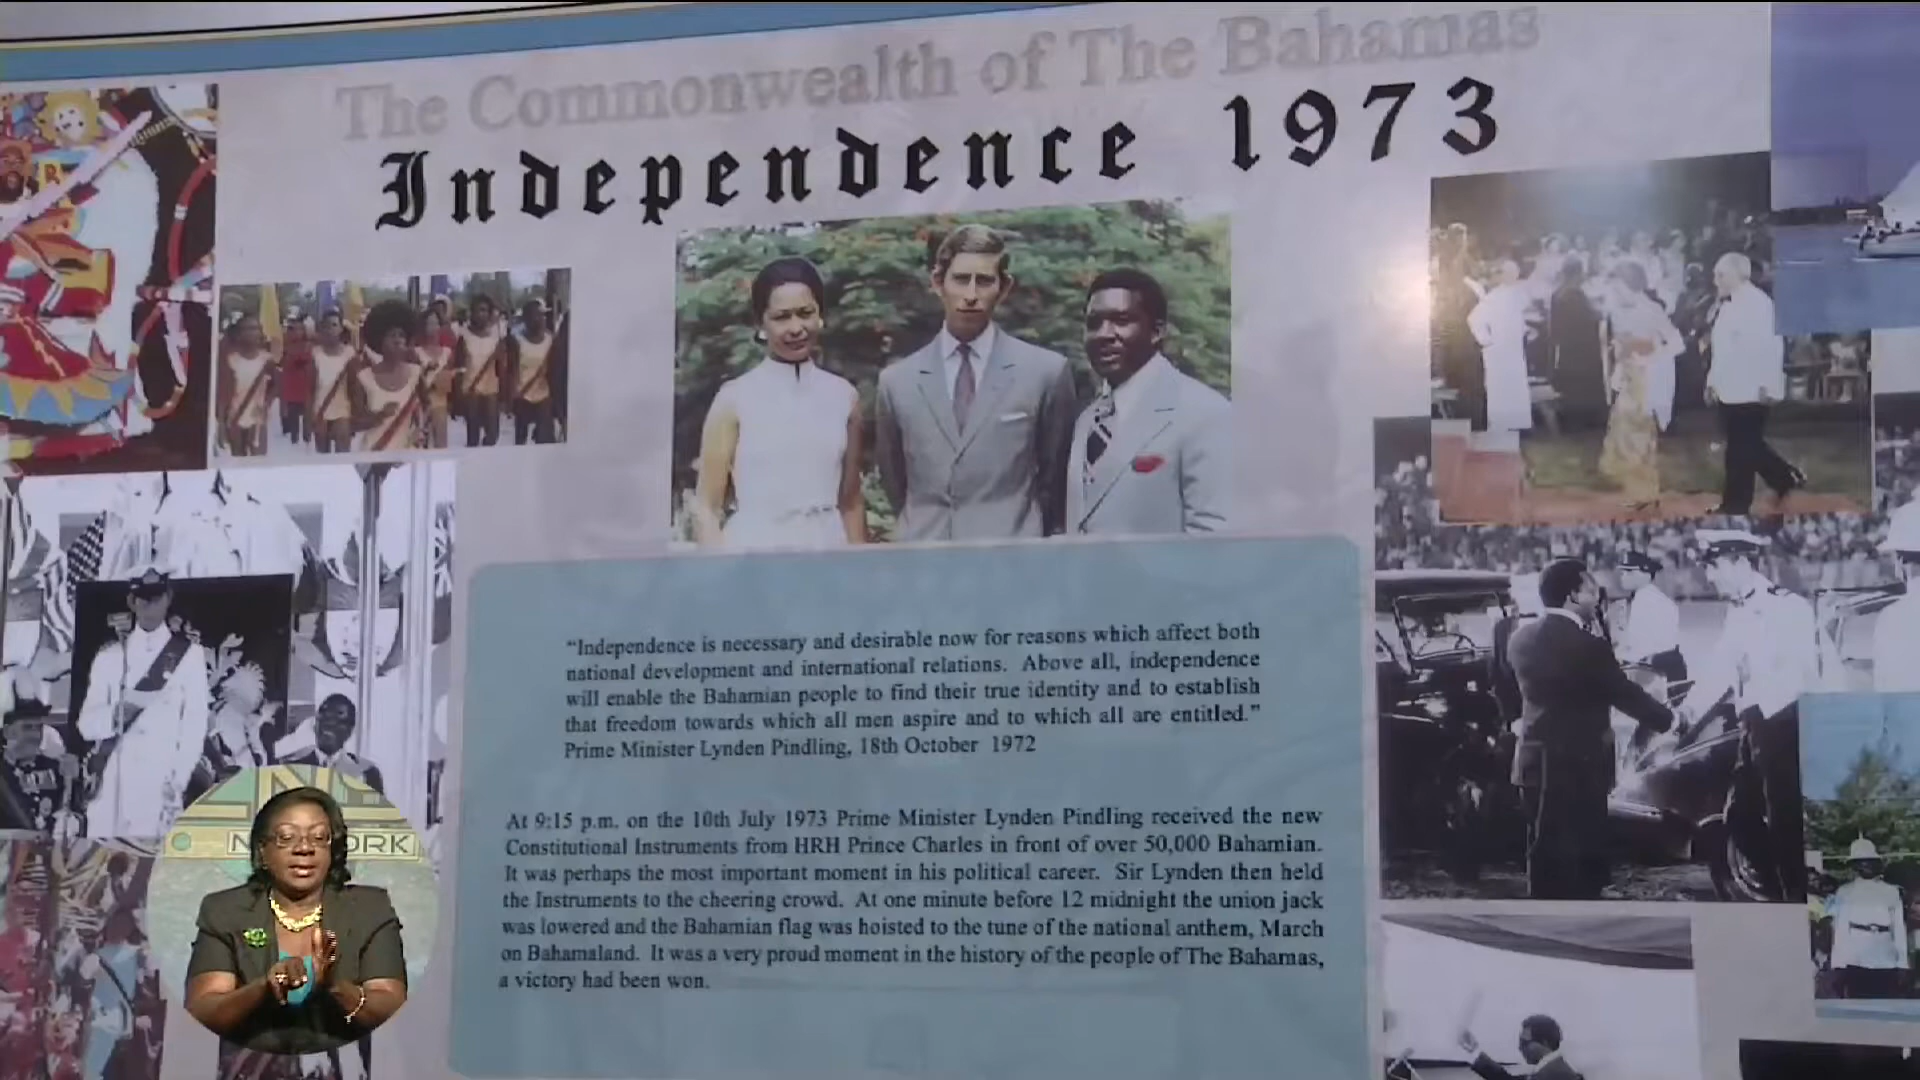 The Commonwealth of The Bahamas
Independence 1973
“Independence is necessary and desirable now for reasons which affect both
national development and international relations. Above all, independence
will enable the Bahamian people to find their true identity and to establish
that freedom towards which all men aspire and to which all are entitled.”
Prime Minister Lynden Pindling, 18th October 1972
At 9:15 p.m. on the 10th July 1973 Prime Minister Lynden Pindling received the new
Constitutional Instruments from HRH Prince Charles in front of over 50,000 Bahamian.
It was perhaps the most important moment in his political career. Sir Lynden then held
the Instruments to the cheering crowd. At one minute before 12 midnight the union jack
was lowered and the Bahamian flag was hoisted to the tune of the national anthem, March
on Bahamaland. It was a very proud moment in the history of the people of The Bahamas,
a victory had been won.